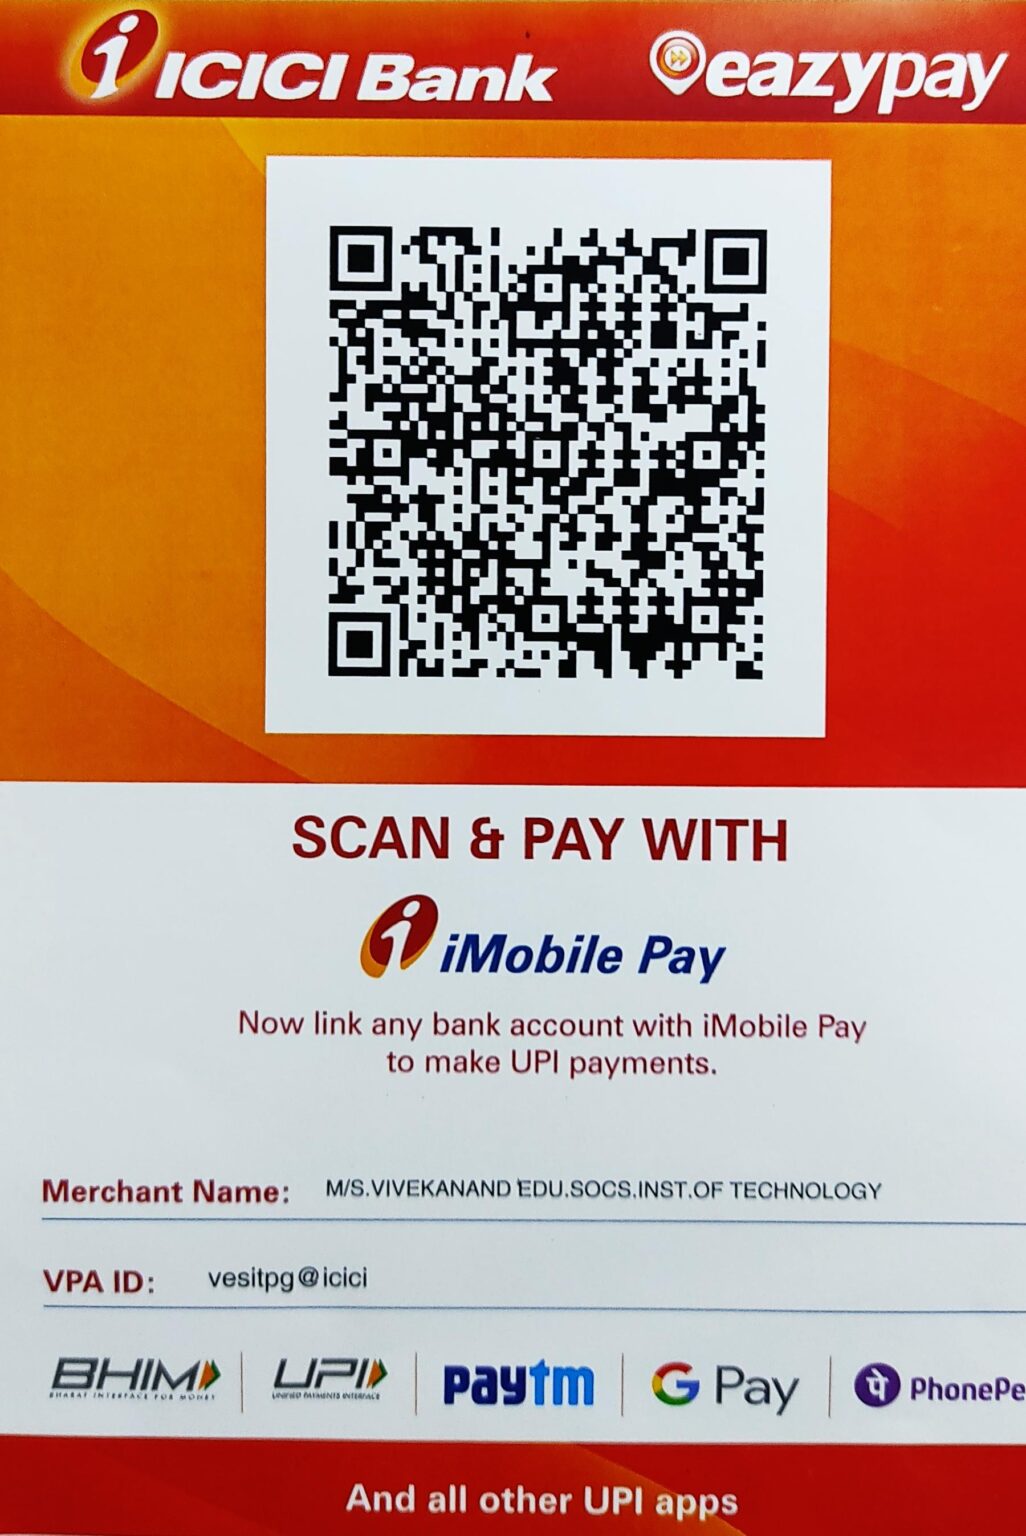 ICICI Bank eazypay
SCAN & PAY WITH
iMobile Pay
Now link any bank account with iMobile Pay
to make UPI payments.
Merchant Name: M/S.VIVEKANAND EDU.SOCS.INST.OF TECHNOLOGY
VPA ID: vesitpg@icici
BHIM UPI paytm G Pay पे PhonePe
BHARAT INTERFACE FOR MONEY UNIFIED PAYMENTS INTERFACE
And all other UPI apps